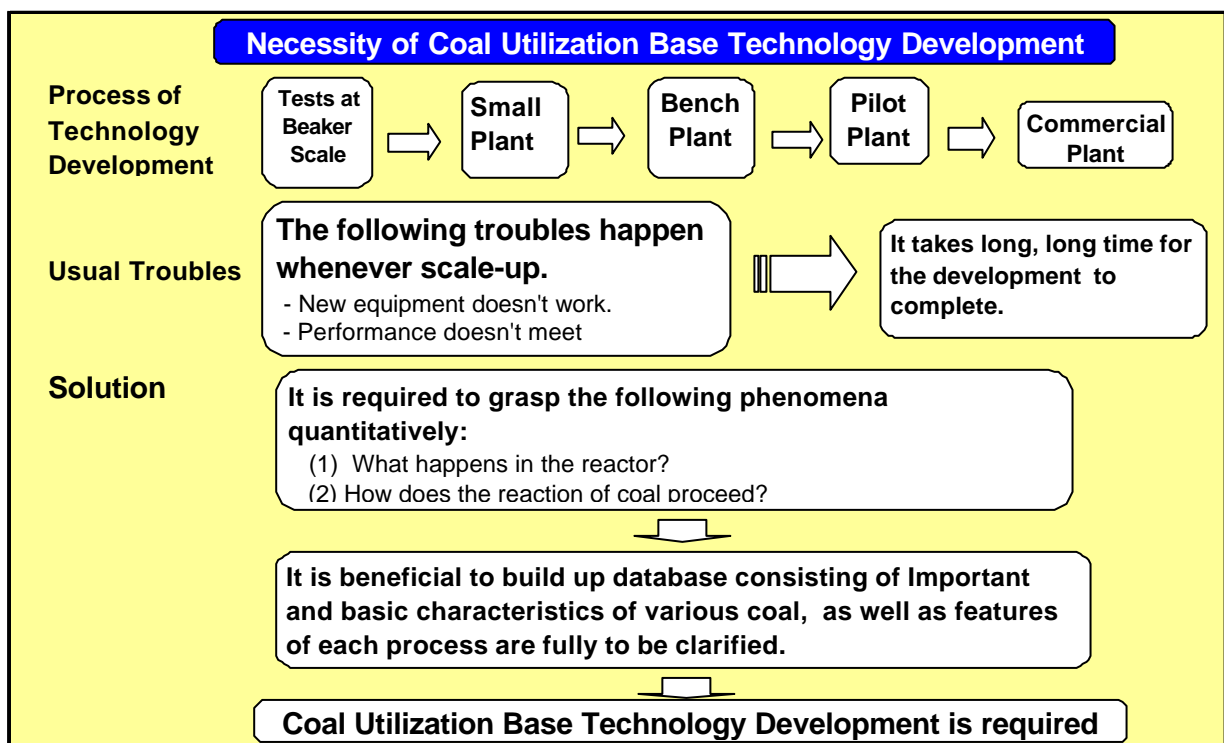 Necessity of Coal Utilization Base Technology Development
Process of
Technology
Development
Tests at
Beaker
Scale
Small
Plant
Bench
Plant
Pilot
Plant
Commercial
Plant
Usual Troubles
The following troubles happen
whenever scale-up.
- New equipment doesn't work.
- Performance doesn't meet
It takes long, long time for
the development to
complete.
Solution
It is required to grasp the following phenomena
quantitatively:
(1) What happens in the reactor?
(2) How does the reaction of coal proceed?
It is beneficial to build up database consisting of Important
and basic characteristics of various coal, as well as features
of each process are fully to be clarified.
Coal Utilization Base Technology Development is required